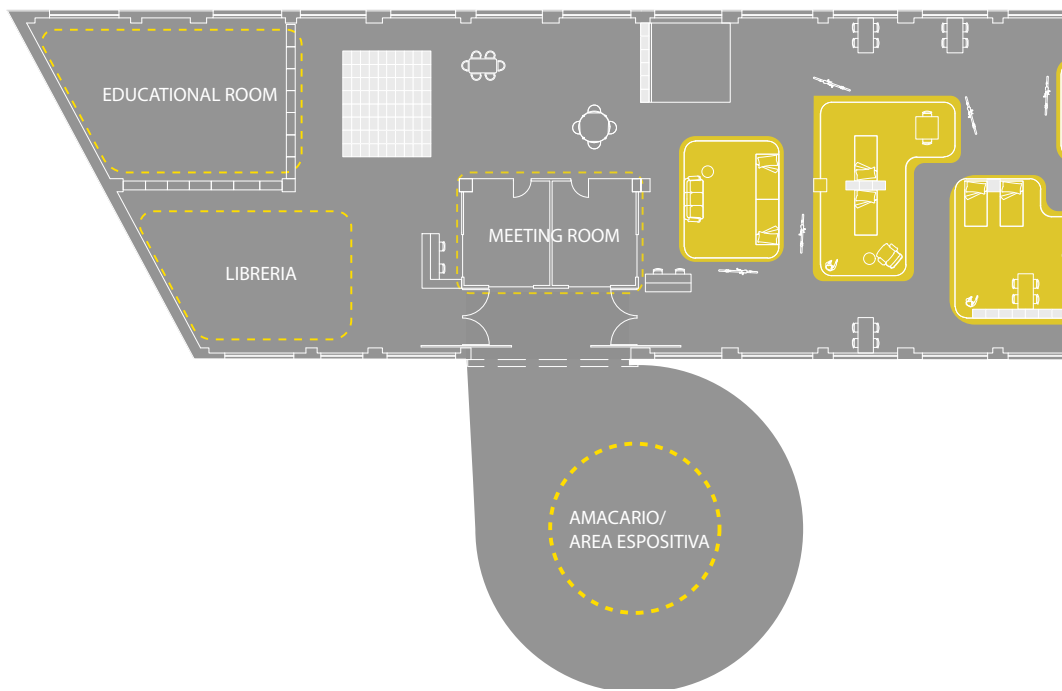 EDUCATIONAL ROOM
LIBRERIA
MEETING ROOM
AMACARIO/
AREA ESPOSITIVA